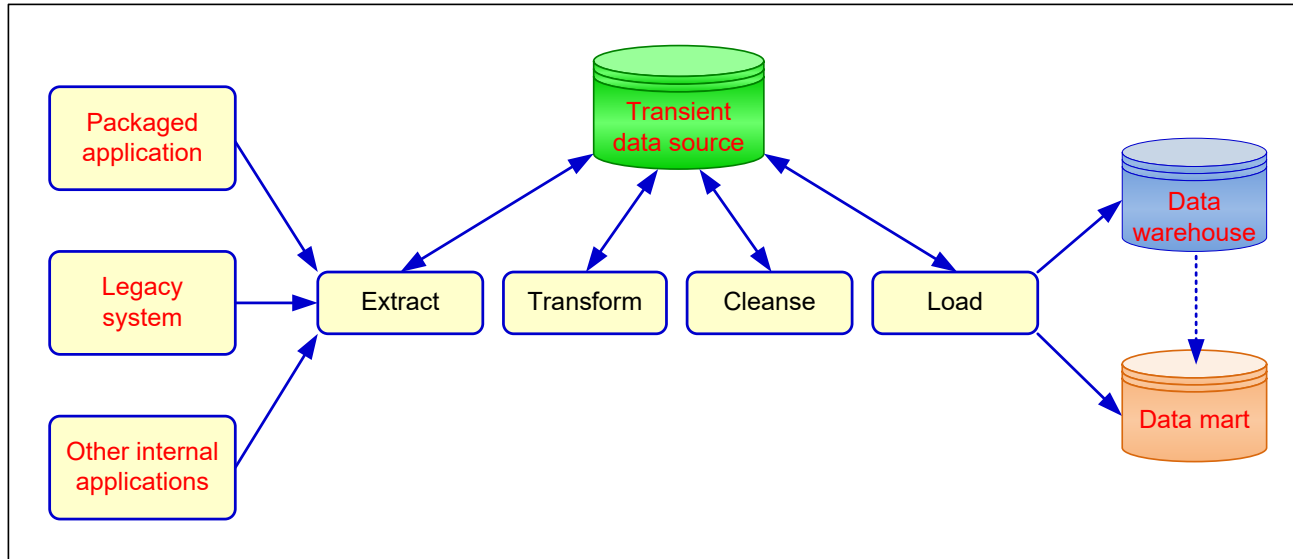 Packaged
application
Legacy
system
Other internal
applications
Transient
data source
Extract
Transform
Cleanse
Load
Data
warehouse
Data mart